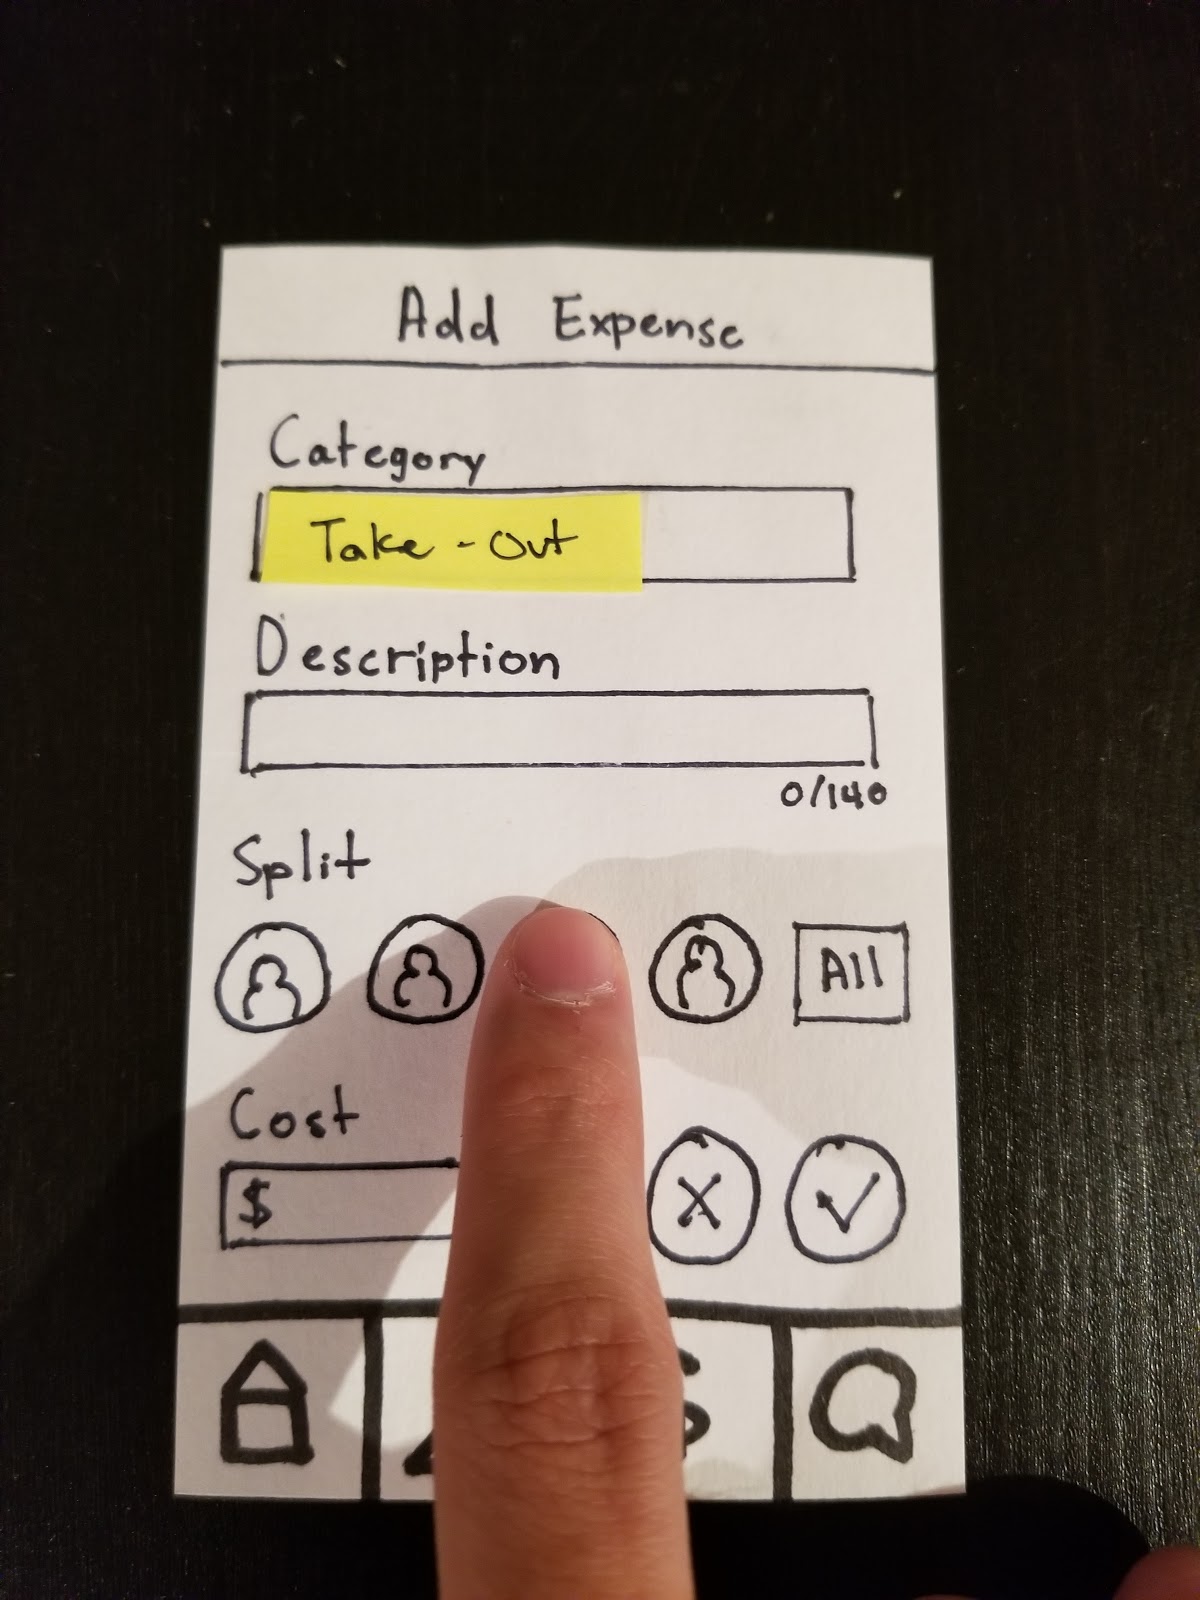 Add Expense
Category
Take-Out
Description
0/140
Split
All
Cost
$